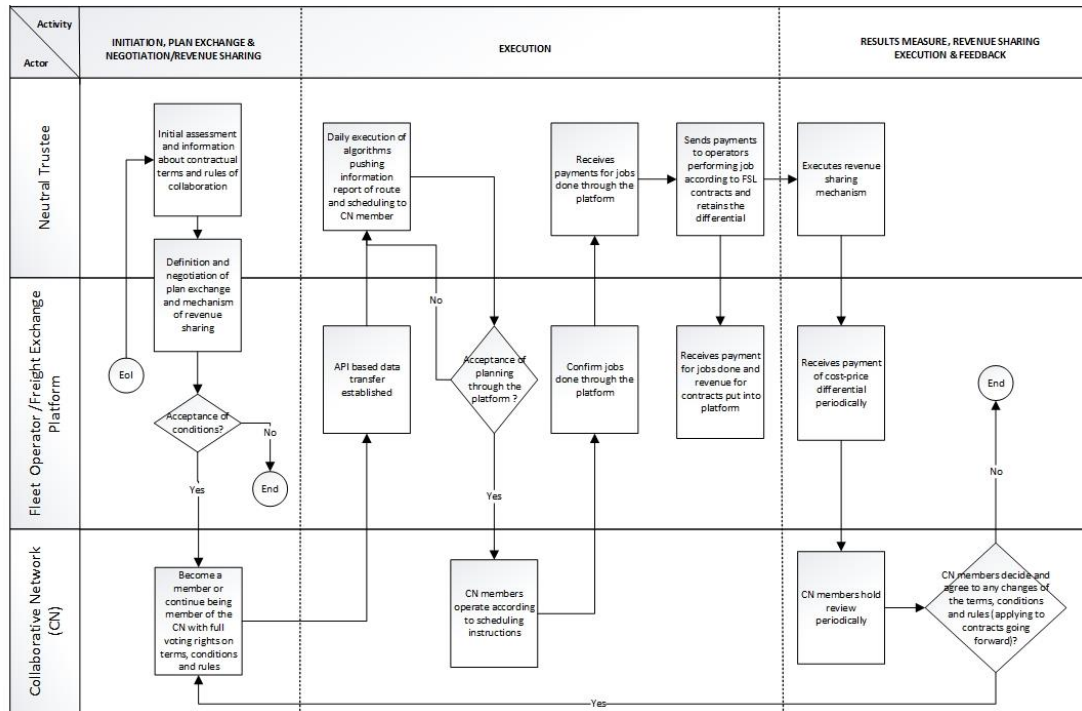 Activity
Actor
INITIATION, PLAN EXCHANGE &
NEGOTIATION/REVENUE SHARING
EXECUTION
RESULTS MEASURE, REVENUE SHARING
EXECUTION & FEEDBACK
Neutral Trustee
Initial assessment
and information
about contractual
terms and rules of
collaboration
Daily execution of
algorithms
pushing
information
report of route
and scheduling to
CN member
Receives
payments for jobs
done through the
platform
Sends payments
to operators
performing job
according to FSL
contracts and
retains the
differential
Executes revenue
sharing
mechanism
Definition and
negotiation of
plan exchange
and mechanism
of revenue
sharing
Fleet Operator /Freight Exchange
Platform
EoI
Acceptance of
conditions?
No
End
Yes
API based data
transfer
established
No
Acceptance of
planning
through the
platform ?
Yes
Confirm jobs
done through the
platform
Receives payment
for jobs done and
revenue for
contracts put into
platform
Receives payment
of cost-price
differential
periodically
End
No
Collaborative Network
(CN)
Become a
member or
continue being
member of the
CN with full
voting rights on
terms, conditions
and rules
CN members
operate according
to scheduling
instructions
CN members hold
review
periodically
CN members decide and
agree to any changes of
the terms, conditions
and rules (applying to
contracts going
forward)?
Yes